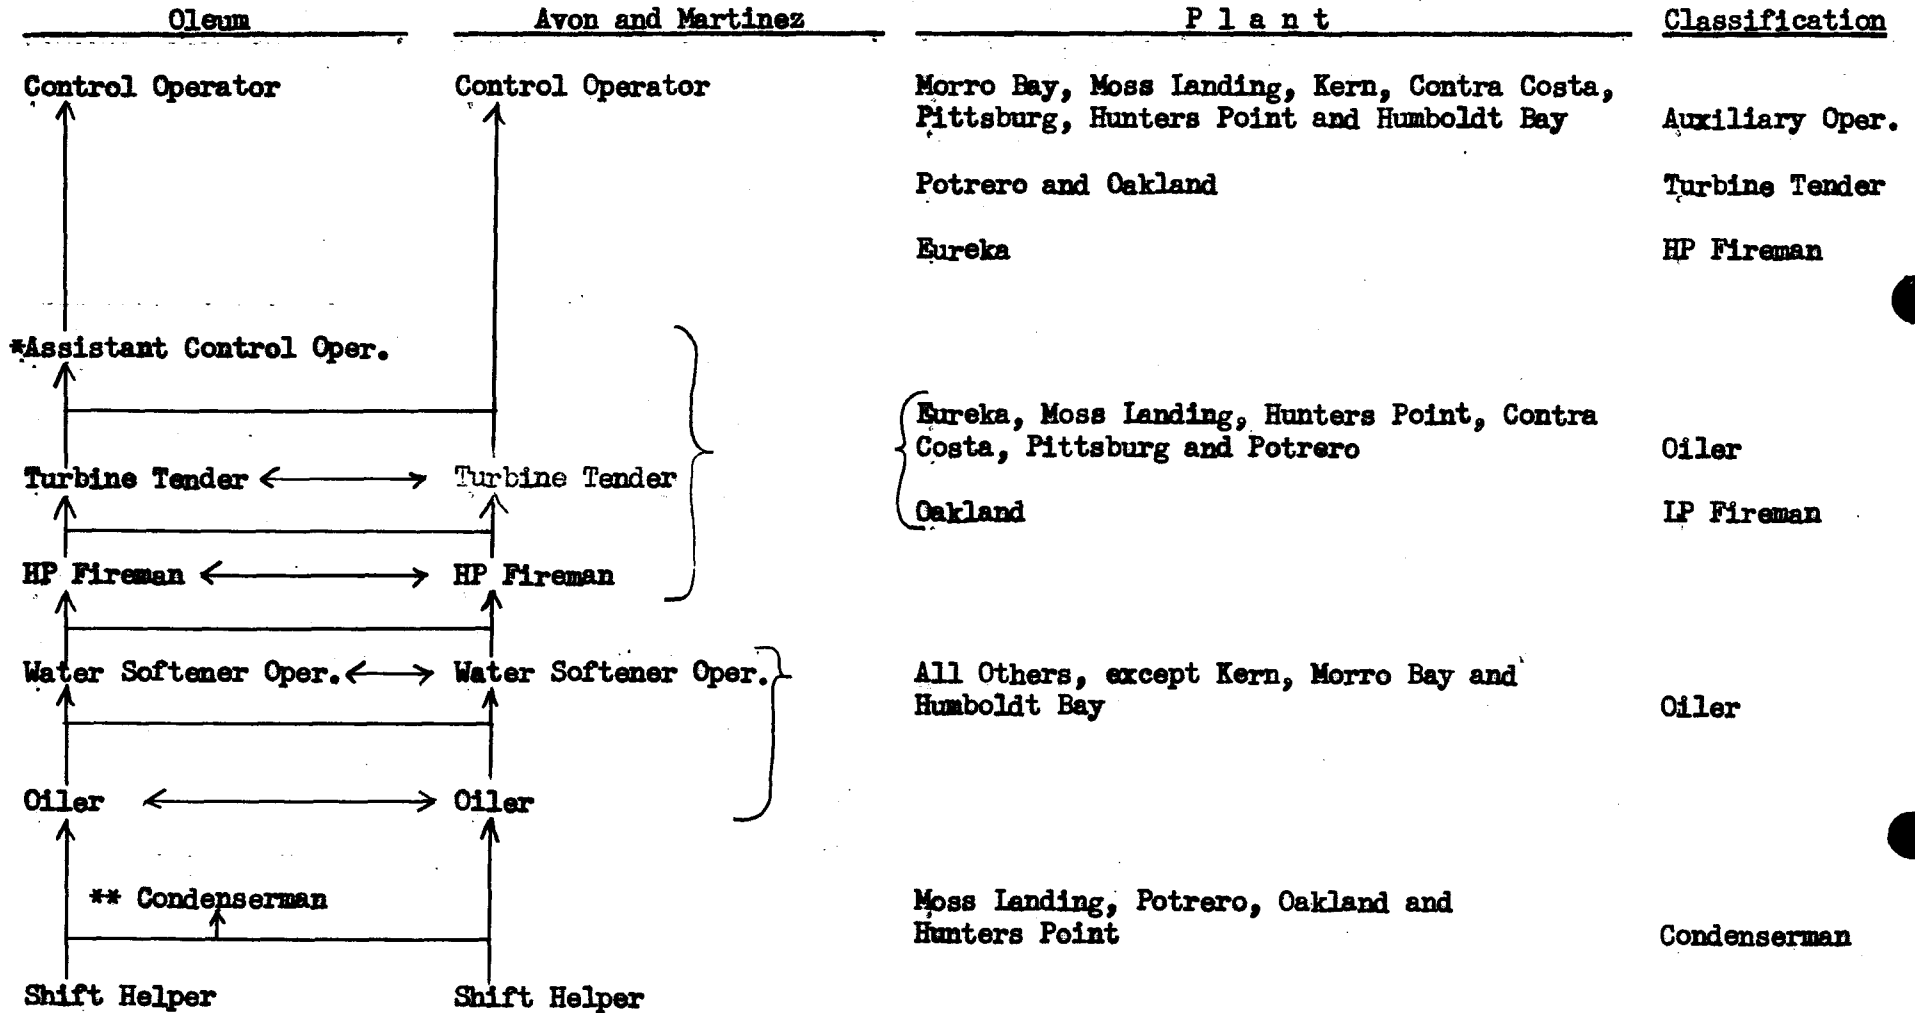 Oleum Avon and Martinez P l a n t Classification
Control Operator Control Operator Morro Bay, Moss Landing, Kern, Contra Costa,
Pittsburg, Hunters Point and Humboldt Bay Auxiliary Oper.
Potrero and Oakland Turbine Tender
Eureka HP Fireman
*Assistant Control Oper.
Eureka, Moss Landing, Hunters Point, Contra
Costa, Pittsburg and Potrero Oiler
Turbine Tender Turbine Tender
Oakland LP Fireman
HP Fireman HP Fireman
Water Softener Oper. Water Softener Oper. All Others, except Kern, Morro Bay and
Humboldt Bay Oiler
Oiler Oiler
** Condenserman Moss Landing, Potrero, Oakland and
Hunters Point Condenserman
Shift Helper Shift Helper